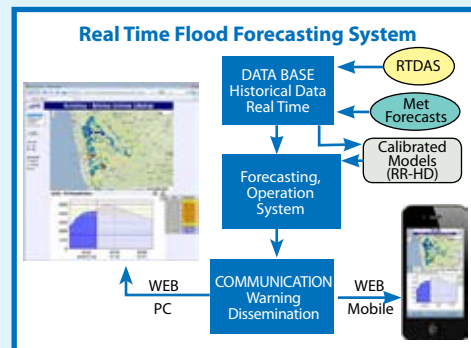 Real Time Flood Forecasting System
DATA BASE
Historical Data
Real Time
RTDAS
Met
Forecasts
Calibrated
Models
(RR-HD)
Forecasting,
Operation
System
COMMUNICATION
Warning
Dissemination
WEB
PC
WEB
Mobile